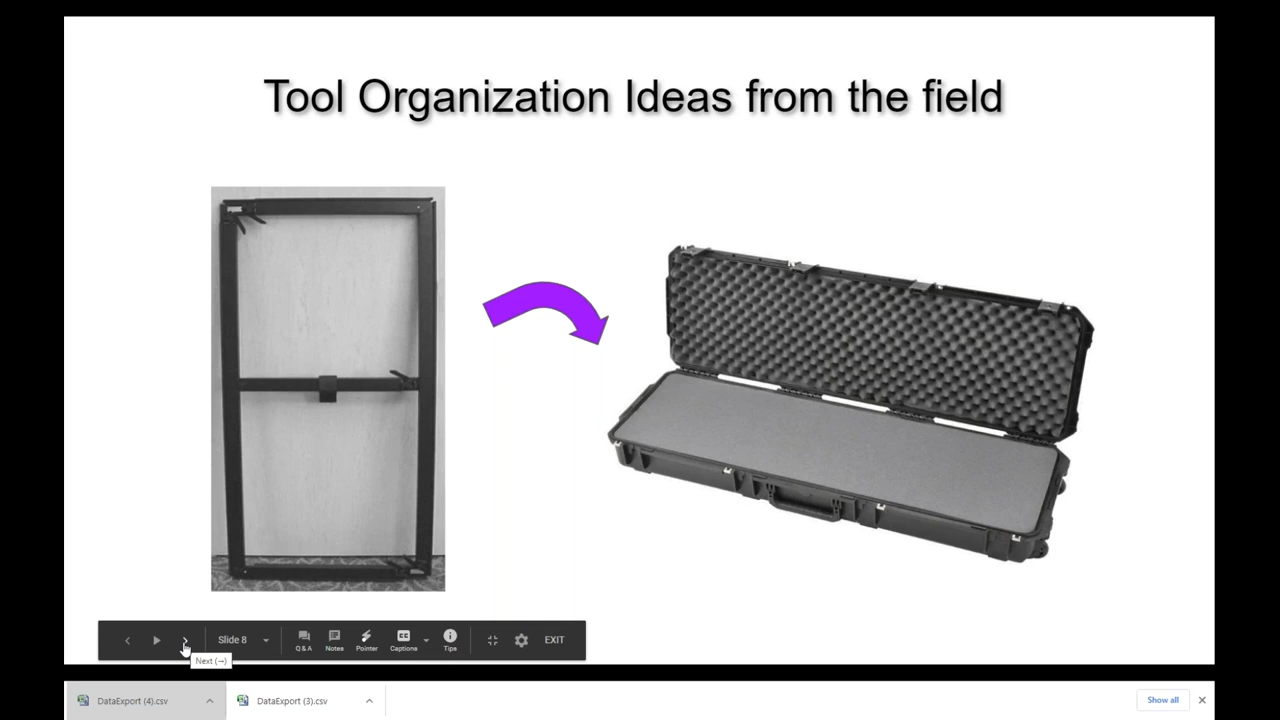 Tool Organization Ideas from the field
Slide 8
Q & A
Notes
Pointer
CC
Captions
Tips
EXIT
Next (→)
DataExport (4).csv
DataExport (3).csv
Show all